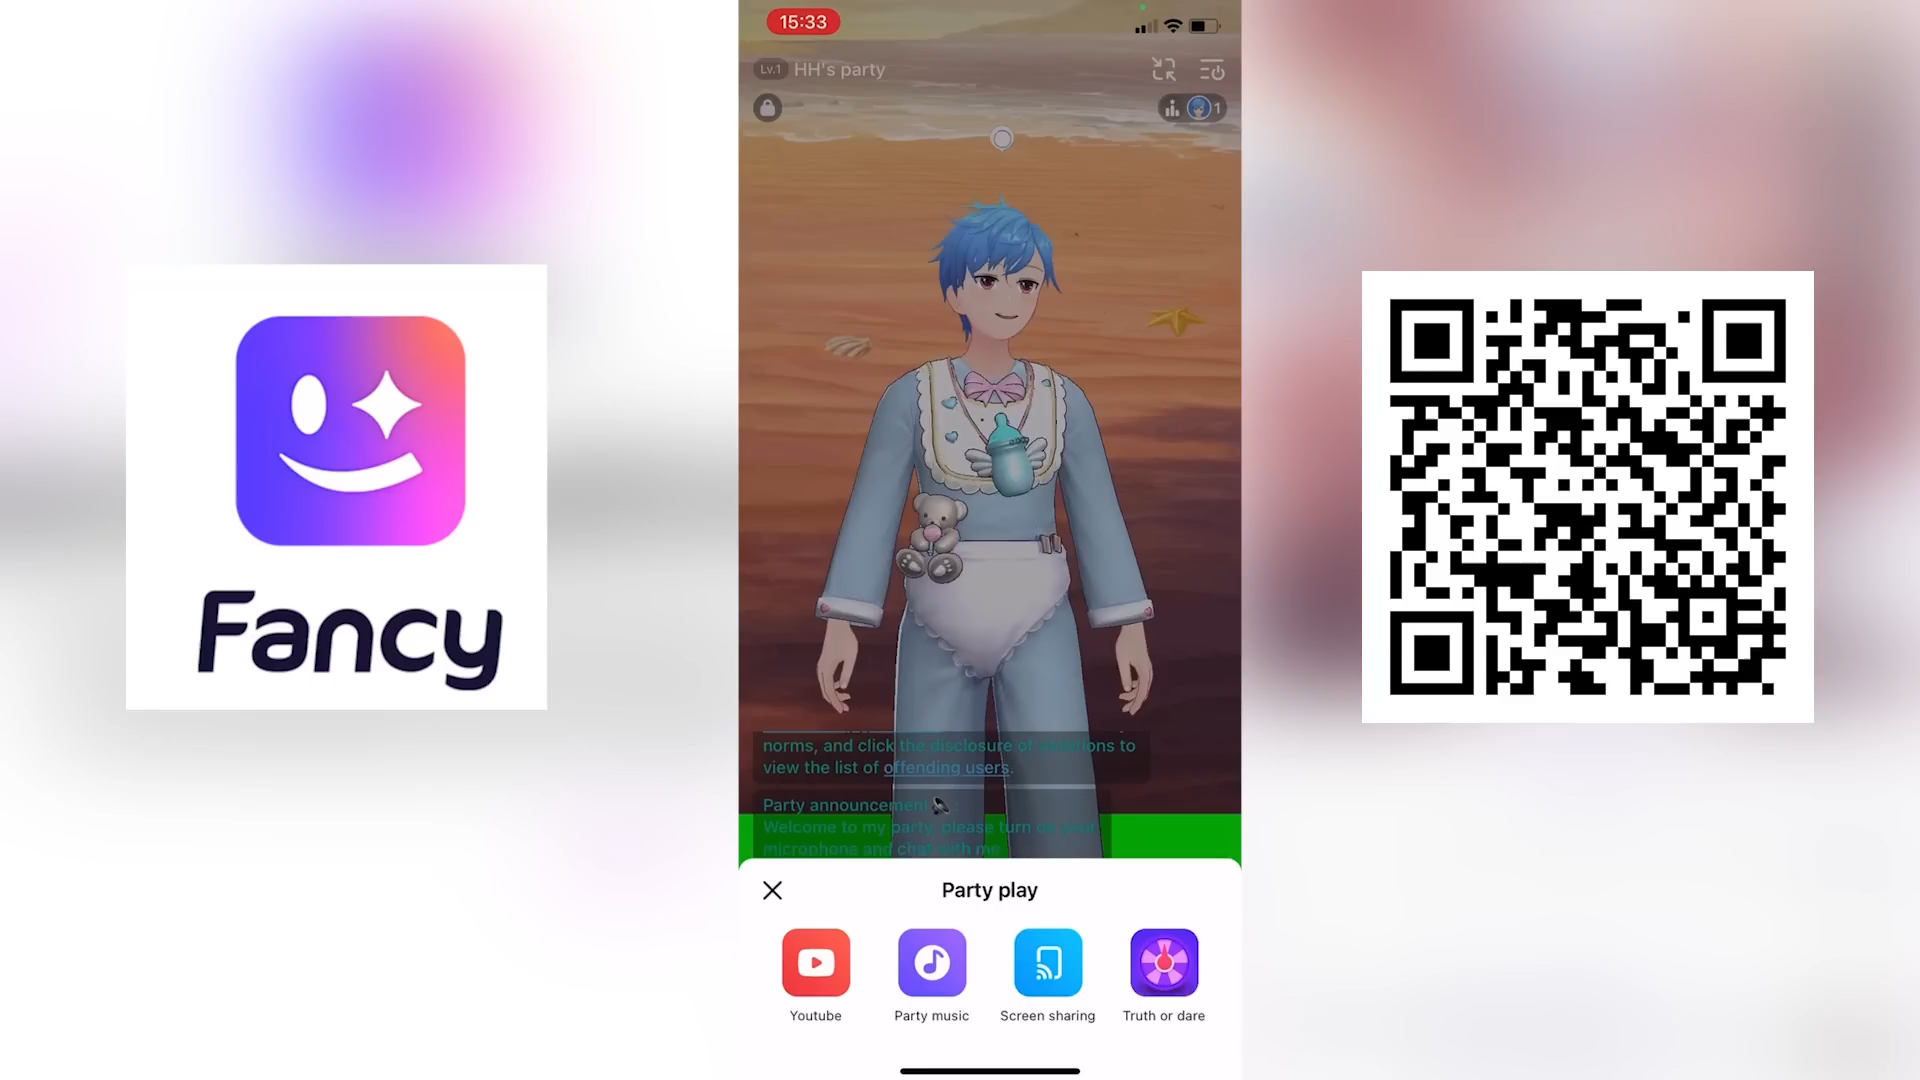 15:33
Lv.1 HH's party
1
Fancy
norms, and click the disclosure of violations to
view the list of offending users.
Party announcement
Welcome to my party, please turn on your
microphone and chat with me
Party play
Youtube
Party music
Screen sharing
Truth or dare